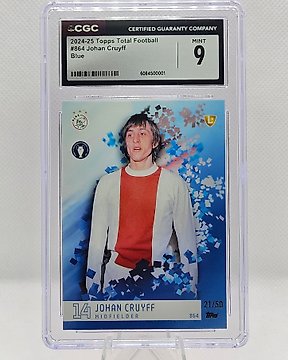 CGC CERTIFIED GUARANTY COMPANY
2024-25 Topps Total Football
#864 Johan Cruyff
Blue
MINT
9
6084500001
14 JOHAN CRUYFF
MIDFIELDER
21/50
864 Topps